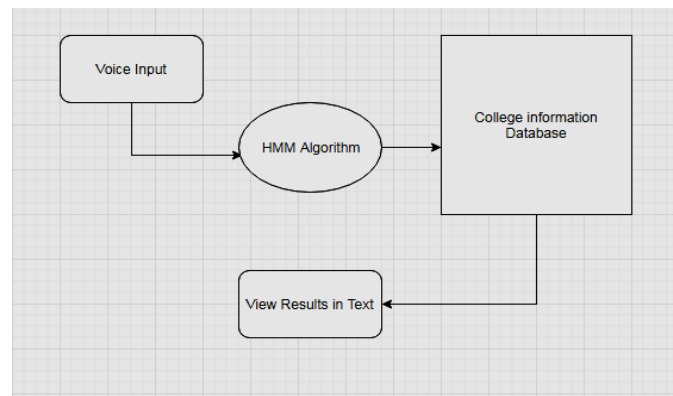 Voice Input
HMM Algorithm
College information
Database
View Results in Text